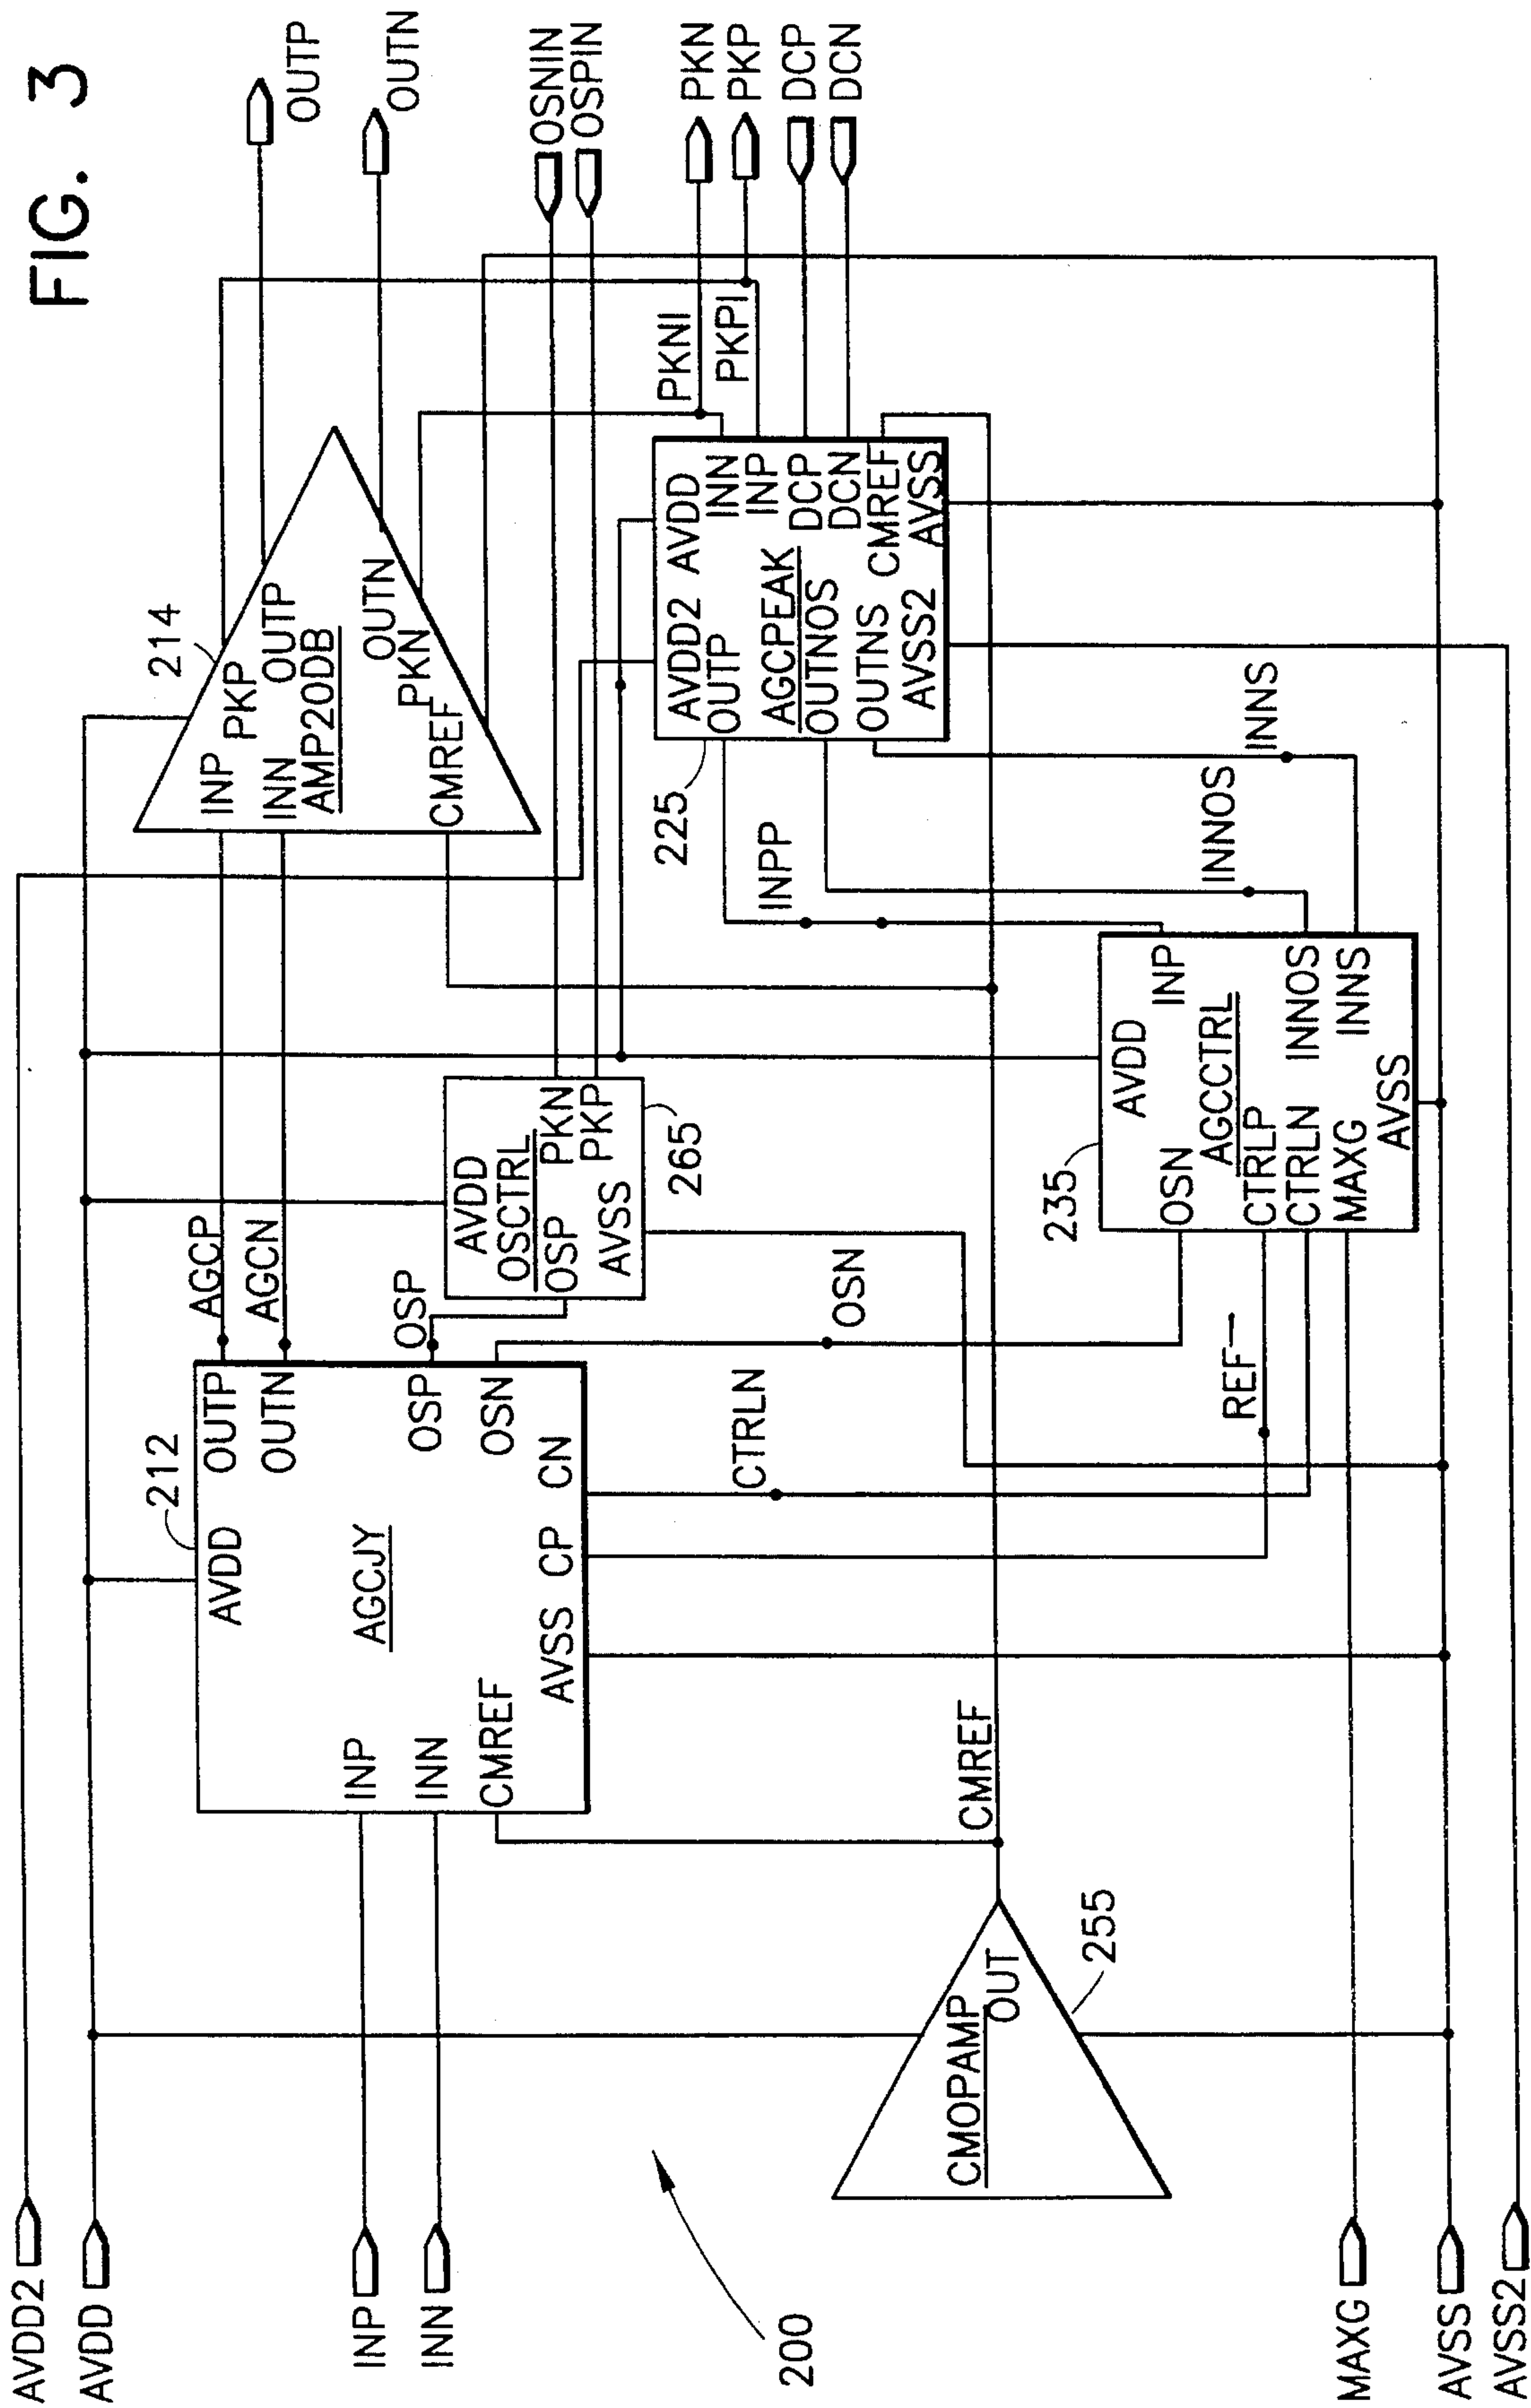 FIG. 3
AVDD2
AVDD
INP
INN
200
MAXG
AVSS
AVSS2
212
AVDD
OUTP
OUTN
AGCJY
INP
INN
CMREF
OSP
OSN
AVSS
CP
CN
AGCP
AGCN
OSP
OSN
CTRLN
CMREF
REF
CMOPAMP
OUT
255
AVDD
OSCTRL
OSP
PKN
PKP
AVSS
265
214
INP
PKP
INN
OUTP
AMP20DB
OUTN
PKN
CMREF
OUTP
OUTN
OSNIN
OSPIN
PKN
PKP
DCP
DCN
PKNI
PKPI
225
AVDD2
AVDD
OUTP
INN
INP
AGCPEAK
DCP
OUTNOS
DCN
OUTNS
CMREF
AVSS2
AVSS
INPP
INNOS
INNS
235
AVDD
OSN
INP
AGCCTRL
CTRLP
CTRLN
INNOS
MAXG
INNS
AVSS